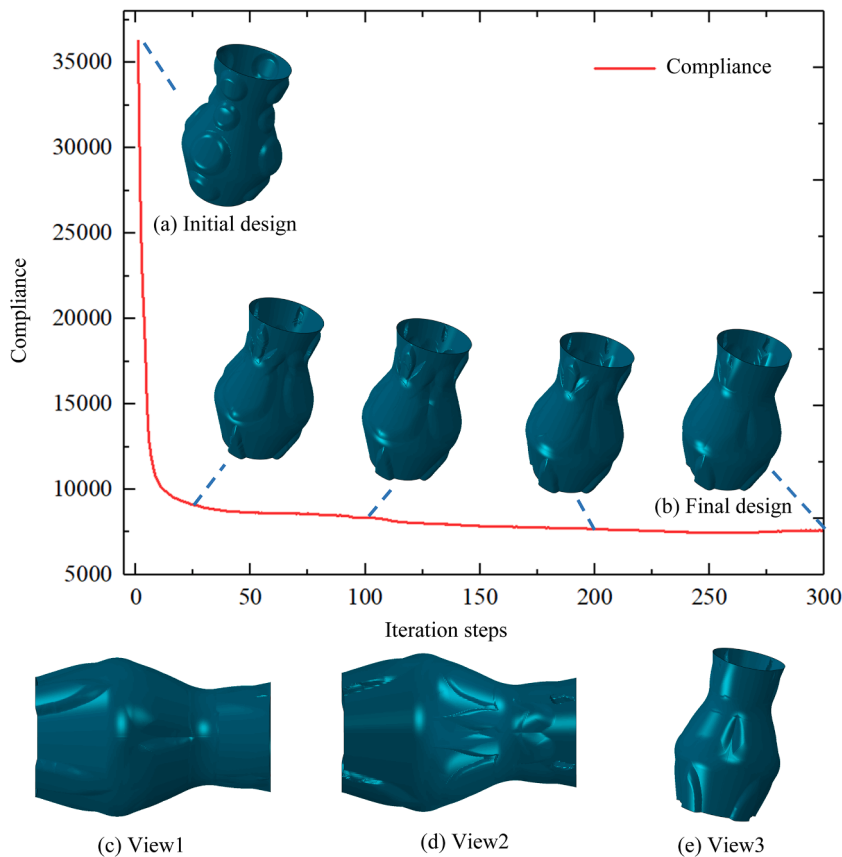 35000
30000
25000
20000
15000
10000
5000
Compliance
Compliance
(a) Initial design
(b) Final design
0 50 100 150 200 250 300
Iteration steps
(c) View1
(d) View2
(e) View3